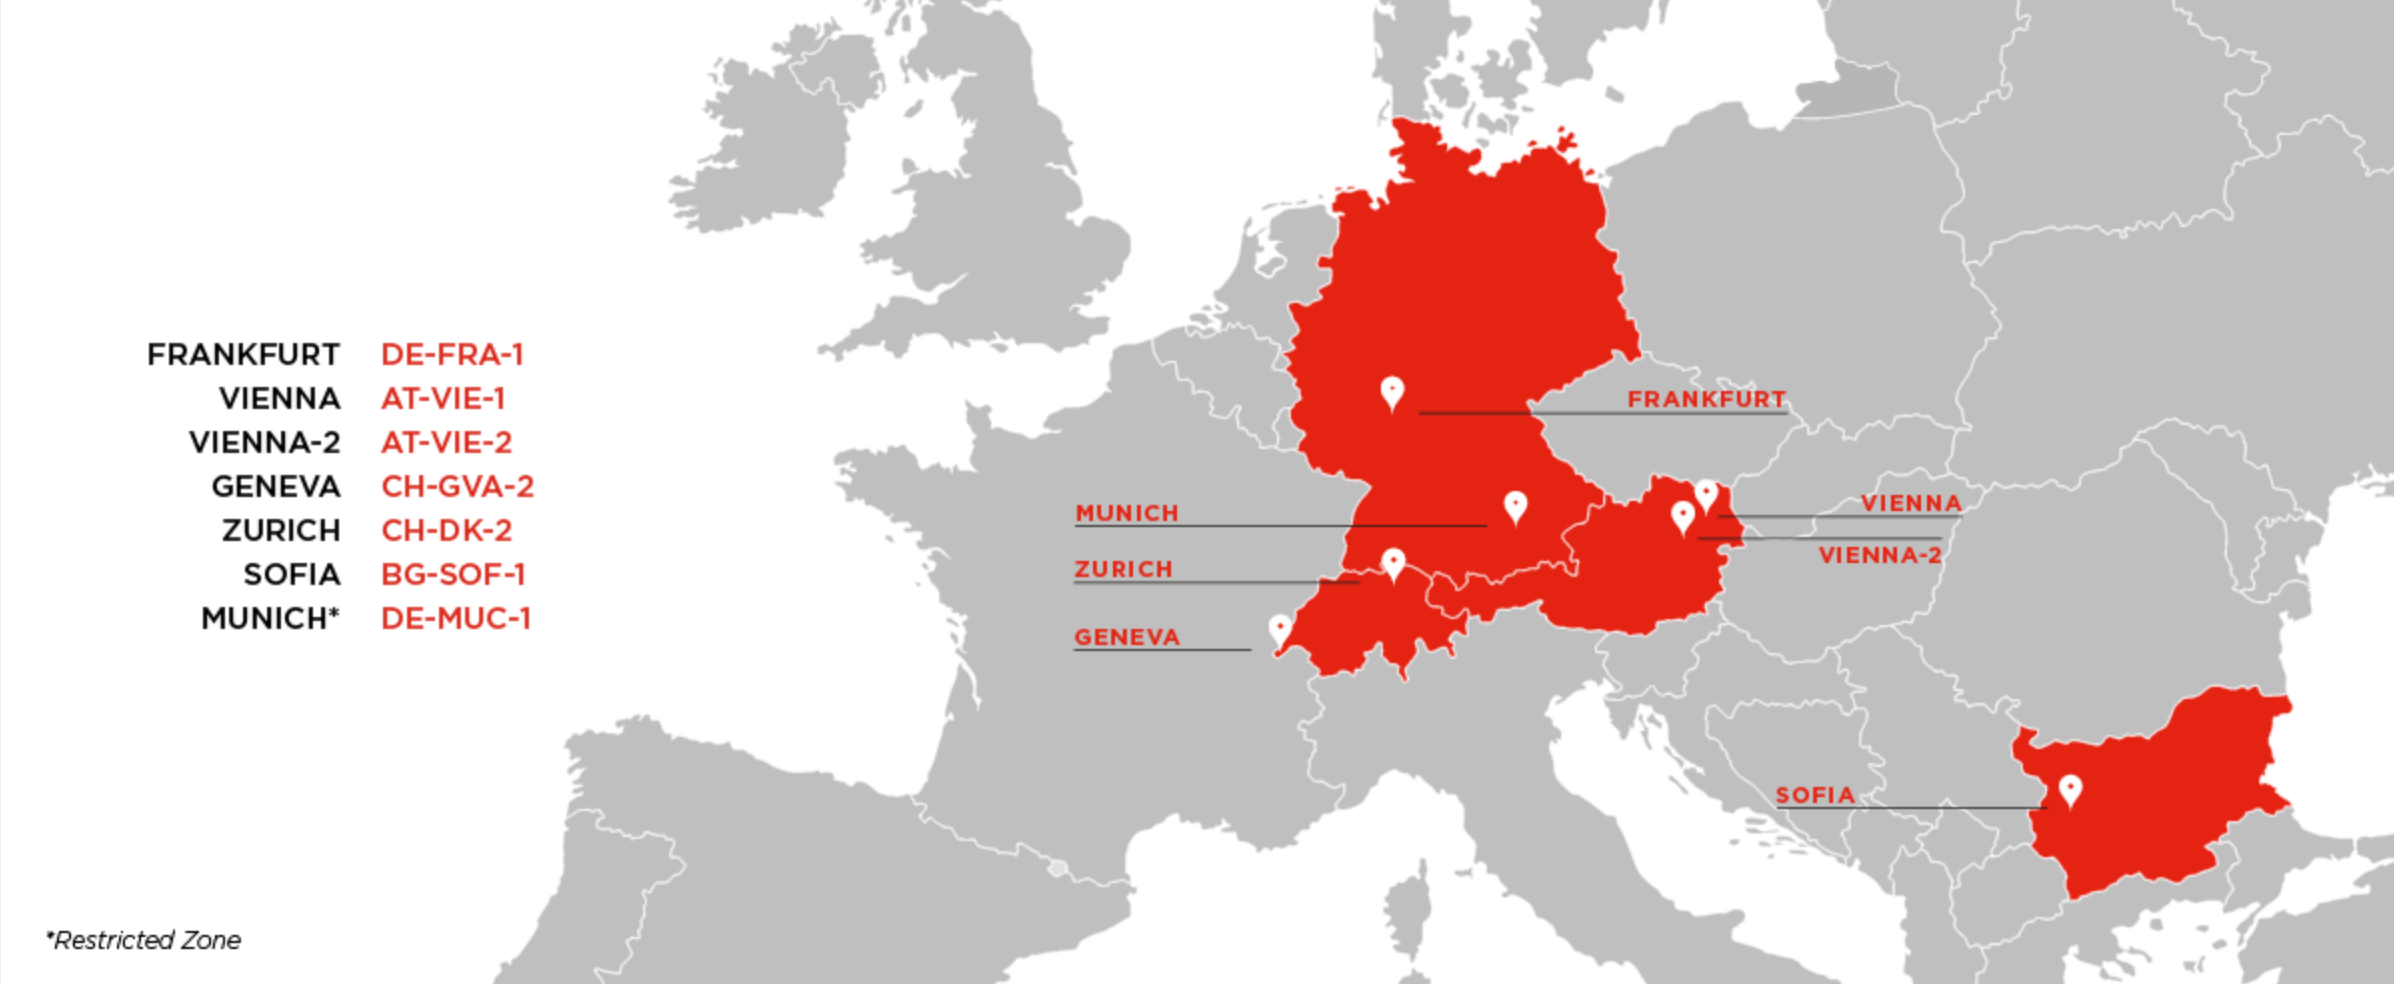 FRANKFURT DE-FRA-1
VIENNA AT-VIE-1
VIENNA-2 AT-VIE-2
GENEVA CH-GVA-2
ZURICH CH-DK-2
SOFIA BG-SOF-1
MUNICH* DE-MUC-1
*Restricted Zone
FRANKFURT
MUNICH
VIENNA
VIENNA-2
ZURICH
GENEVA
SOFIA